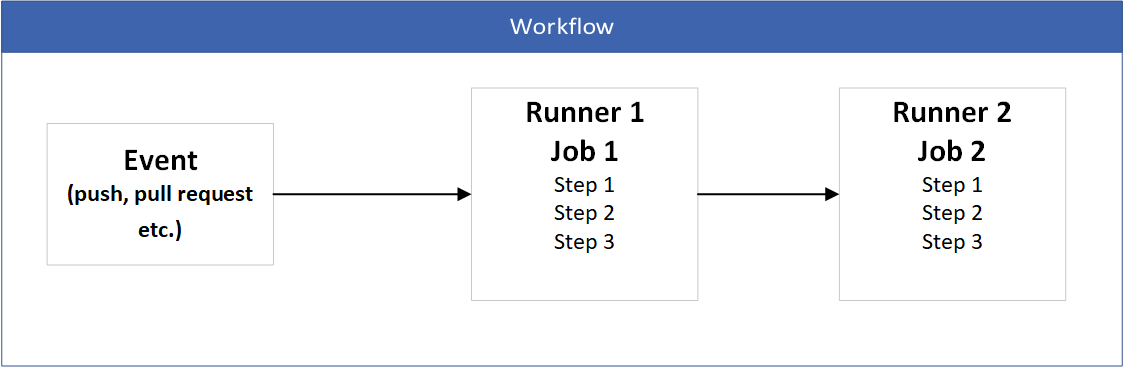 Workflow
Event
(push, pull request
etc.)
Runner 1
Job 1
Step 1
Step 2
Step 3
Runner 2
Job 2
Step 1
Step 2
Step 3